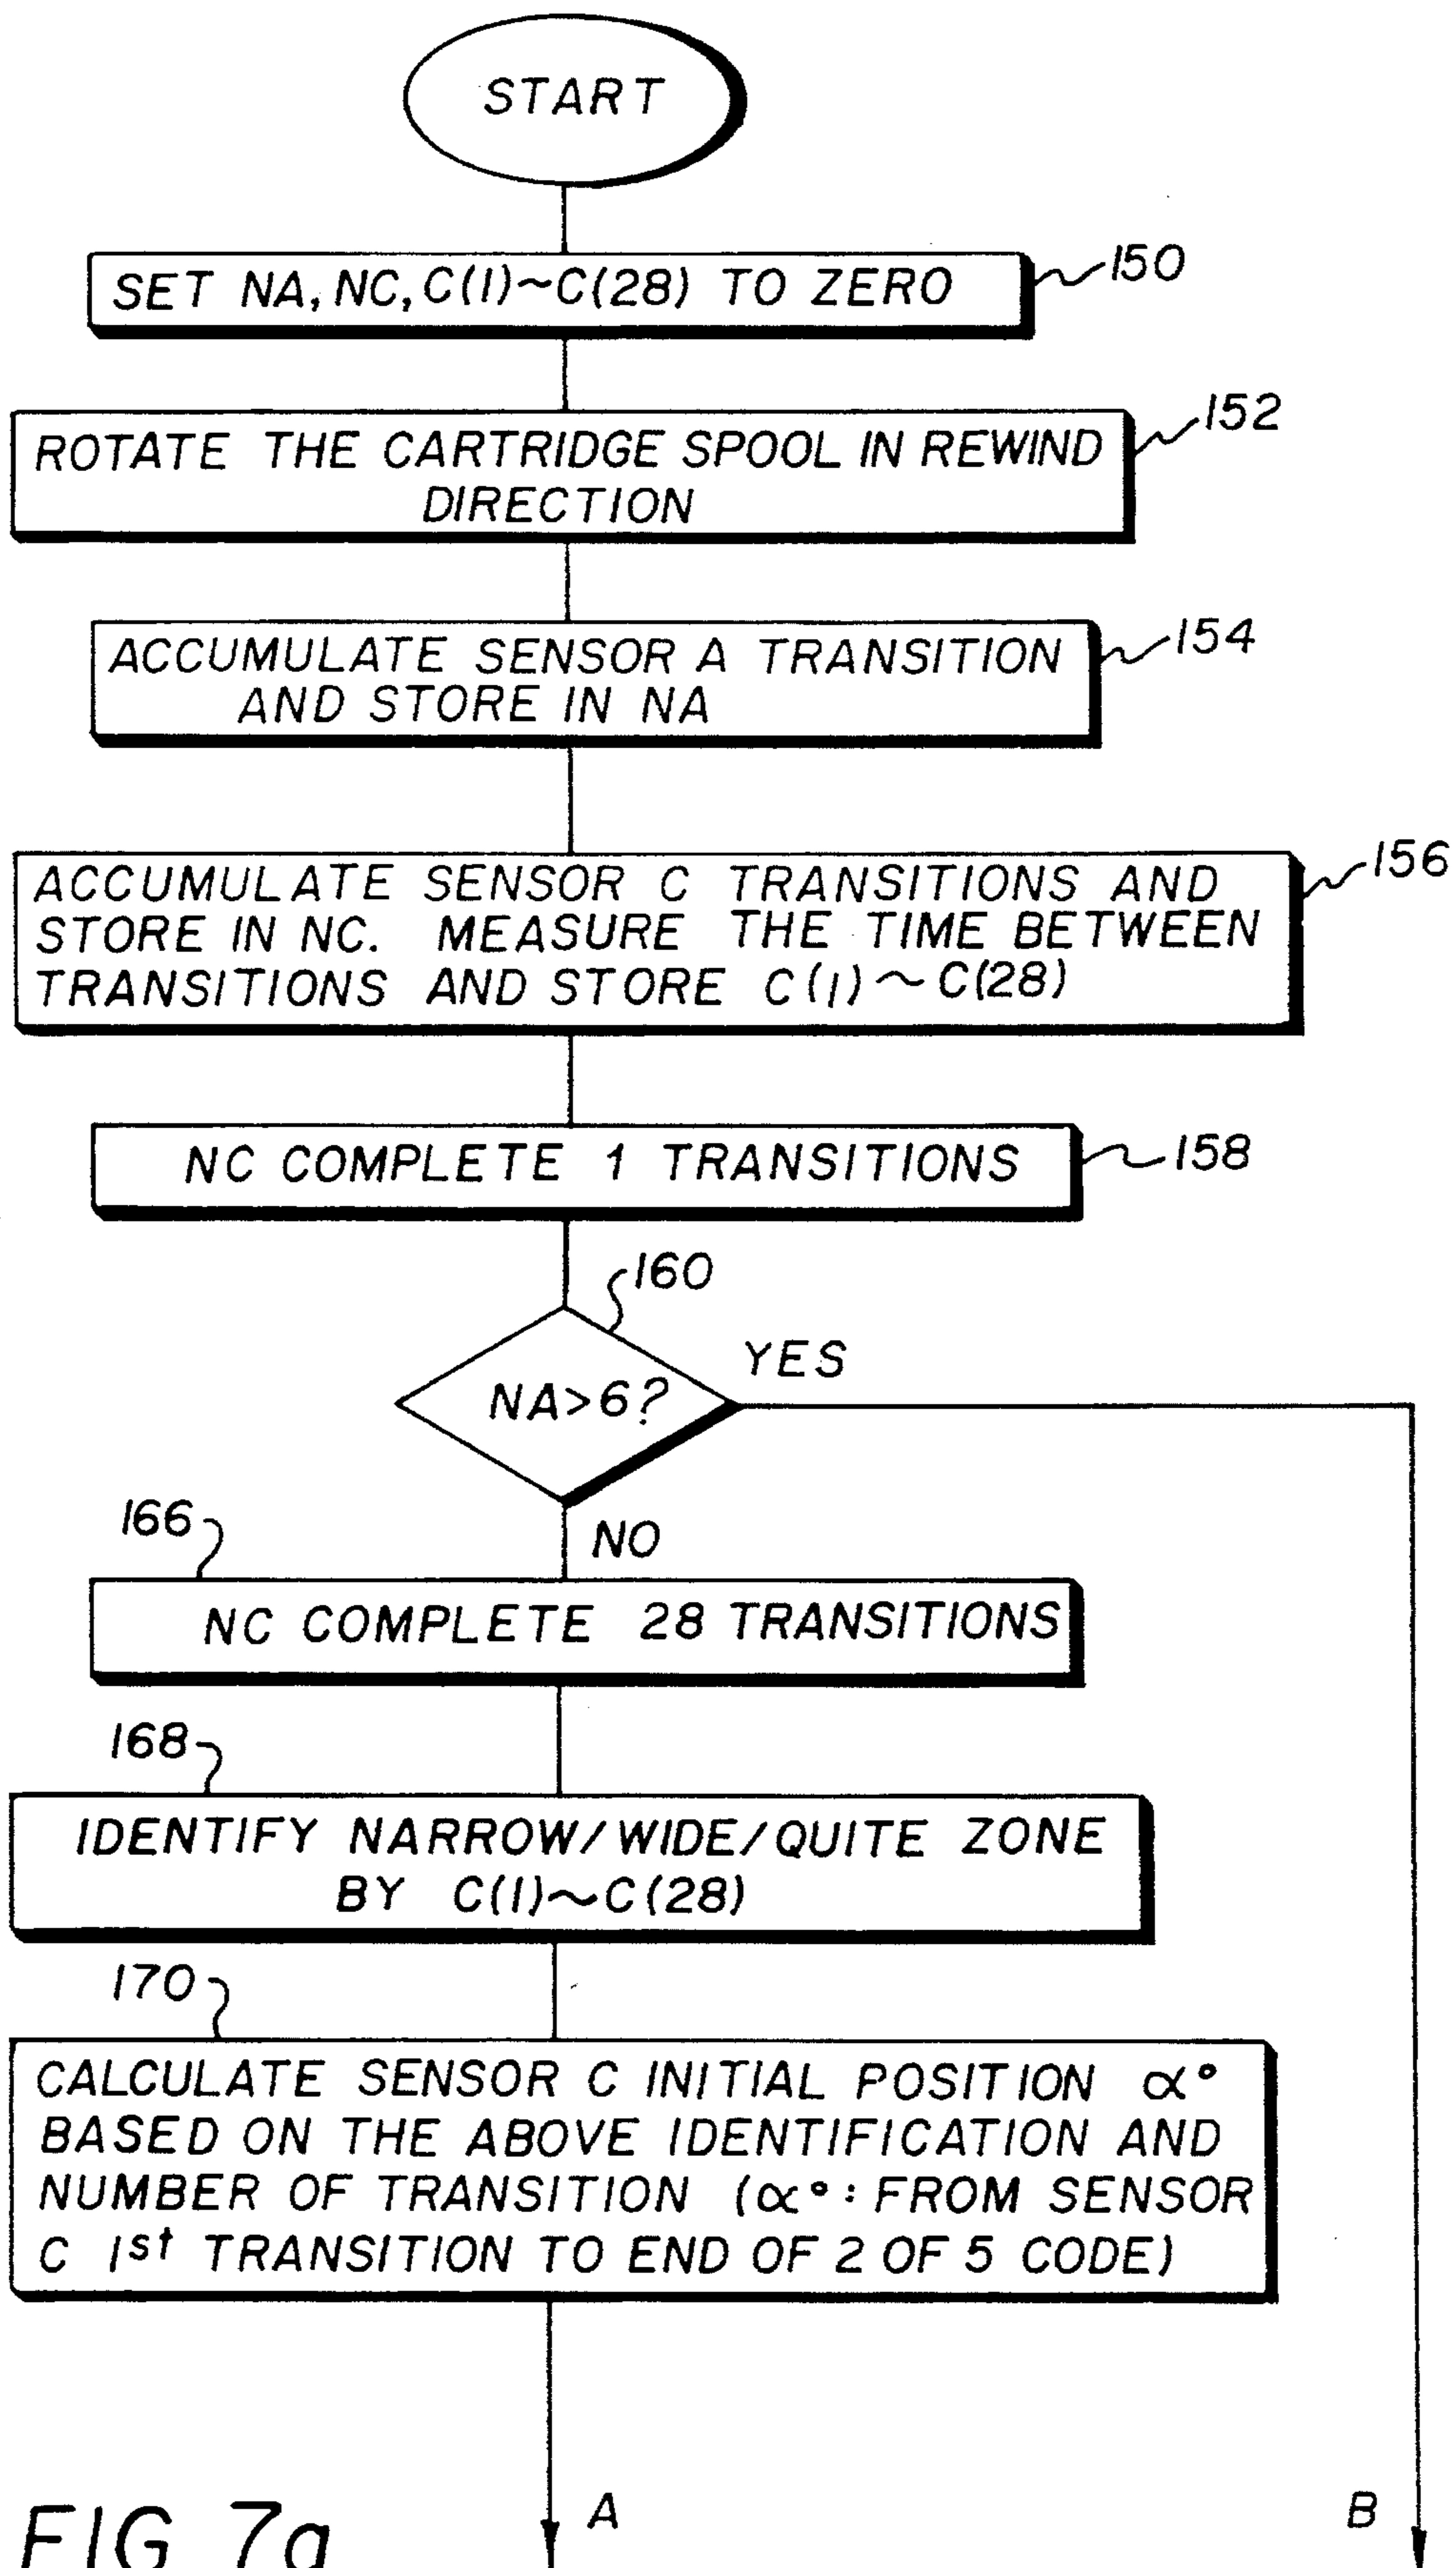 START
SET NA, NC, C(1)~C(28) TO ZERO
150
152
ROTATE THE CARTRIDGE SPOOL IN REWIND
DIRECTION
154
ACCUMULATE SENSOR A TRANSITION
AND STORE IN NA
156
ACCUMULATE SENSOR C TRANSITIONS AND
STORE IN NC. MEASURE THE TIME BETWEEN
TRANSITIONS AND STORE C(1)~C(28)
NC COMPLETE 1 TRANSITIONS
158
160
NA>6?
YES
NO
166
NC COMPLETE 28 TRANSITIONS
168
IDENTIFY NARROW/WIDE/QUITE ZONE
BY C(1)~C(28)
170
CALCULATE SENSOR C INITIAL POSITION α°
BASED ON THE ABOVE IDENTIFICATION AND
NUMBER OF TRANSITION (α°: FROM SENSOR
C 1st TRANSITION TO END OF 2 OF 5 CODE)
A
B
FIG 7a